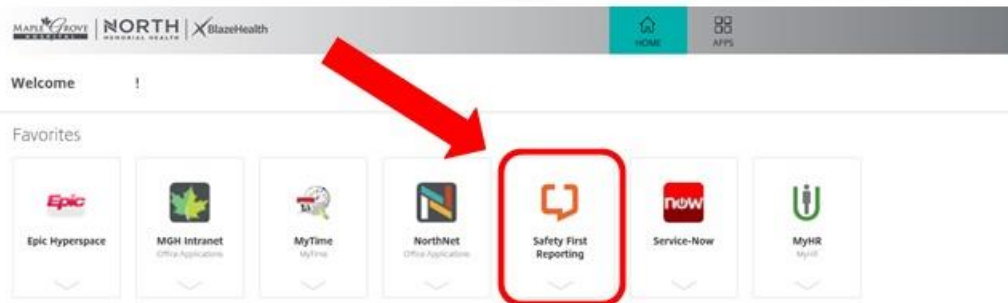 MAPLE GROVE HOSPITAL | NORTH MEMORIAL HEALTH | BlazeHealth
HOME APPS
Welcome !
Favorites
Epic now
Epic Hyperspace MGH Intranet MyTime NorthNet Safety First Reporting Service-Now MyHR
Office Applications MyTime Office Applications MyHR